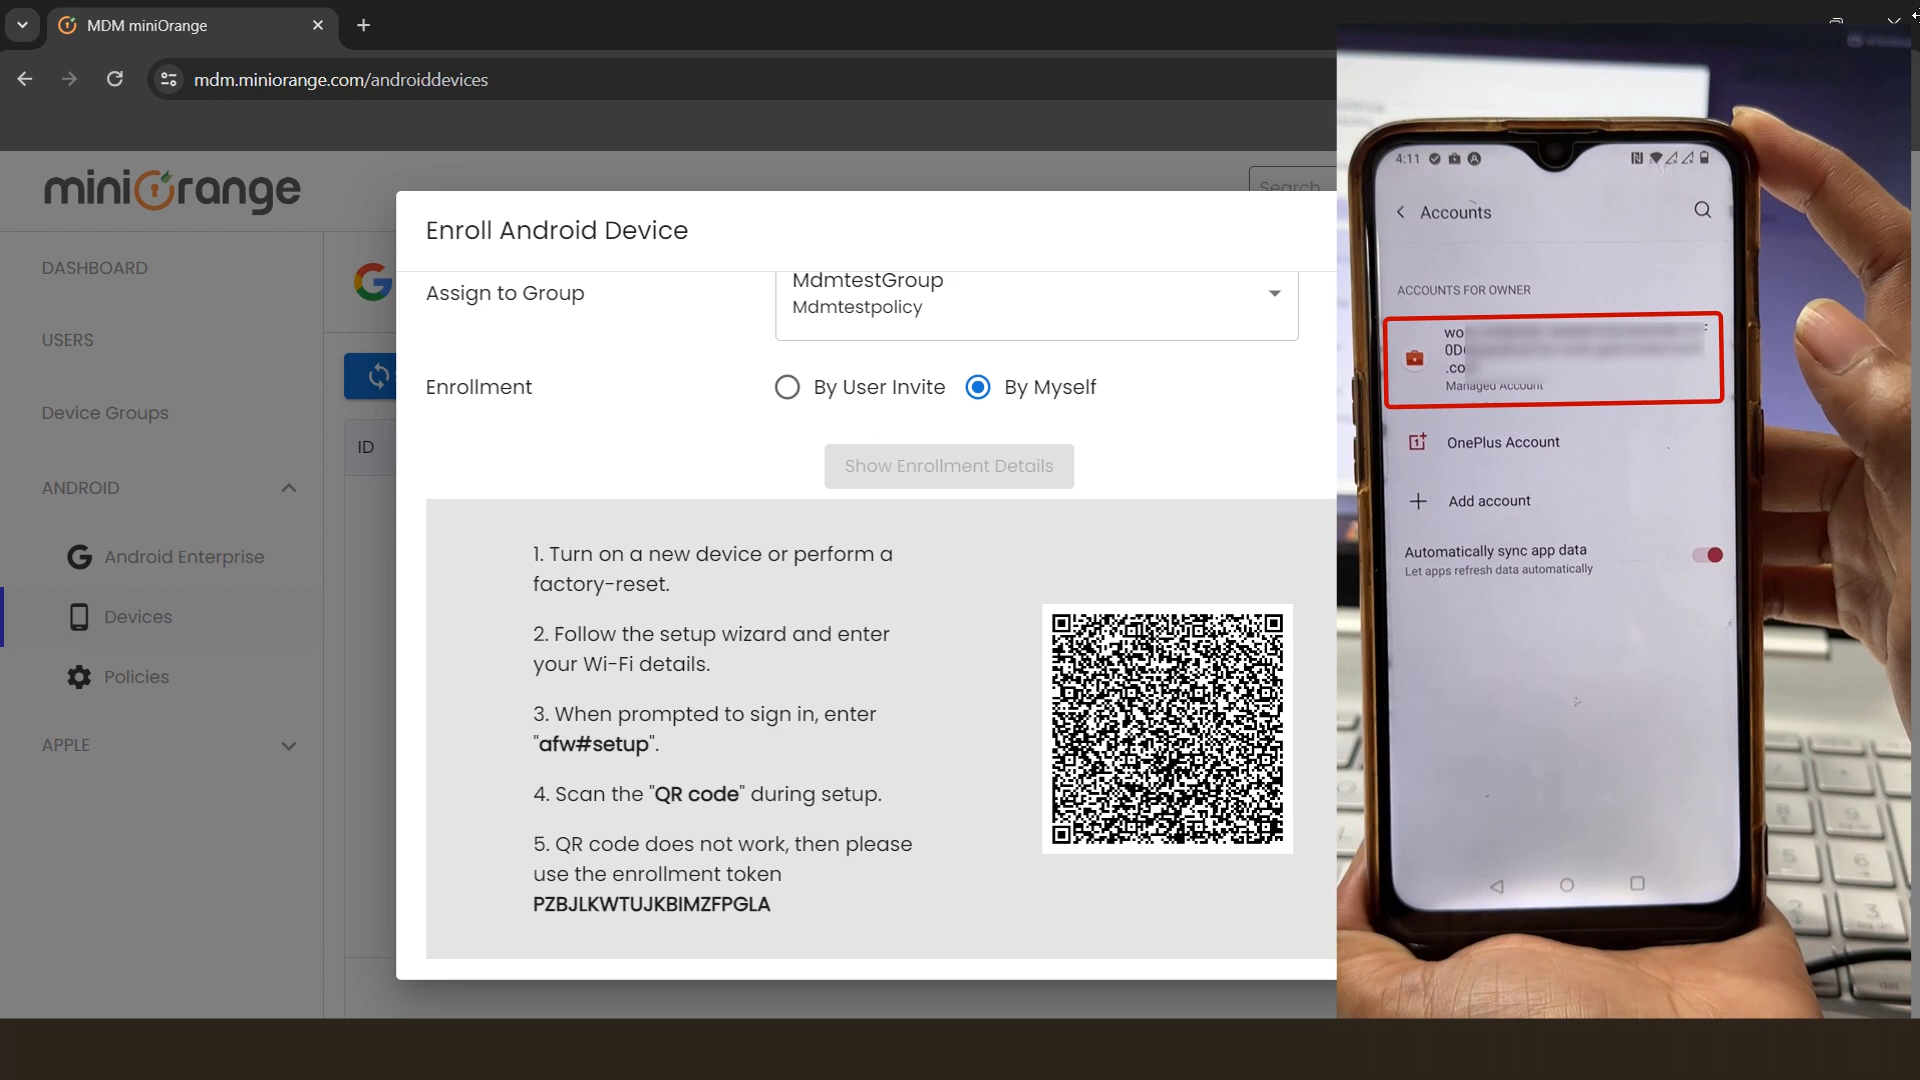 MDM miniOrange
mdm.miniorange.com/androiddevices
miniOrange
Search
DASHBOARD
USERS
Device Groups
ANDROID
Android Enterprise
Devices
Policies
APPLE
ID
Enroll Android Device
Assign to Group
MdmtestGroup
Mdmtestpolicy
Enrollment
By User Invite
By Myself
Show Enrollment Details
1. Turn on a new device or perform a
factory-reset.
2. Follow the setup wizard and enter
your Wi-Fi details.
3. When prompted to sign in, enter
"afw#setup".
4. Scan the "QR code" during setup.
5. QR code does not work, then please
use the enrollment token
PZBJLKWTUJKBIMZFPGLA
4:11
Accounts
ACCOUNTS FOR OWNER
wo
0D
.co
Managed Account
OnePlus Account
Add account
Automatically sync app data
Let apps refresh data automatically